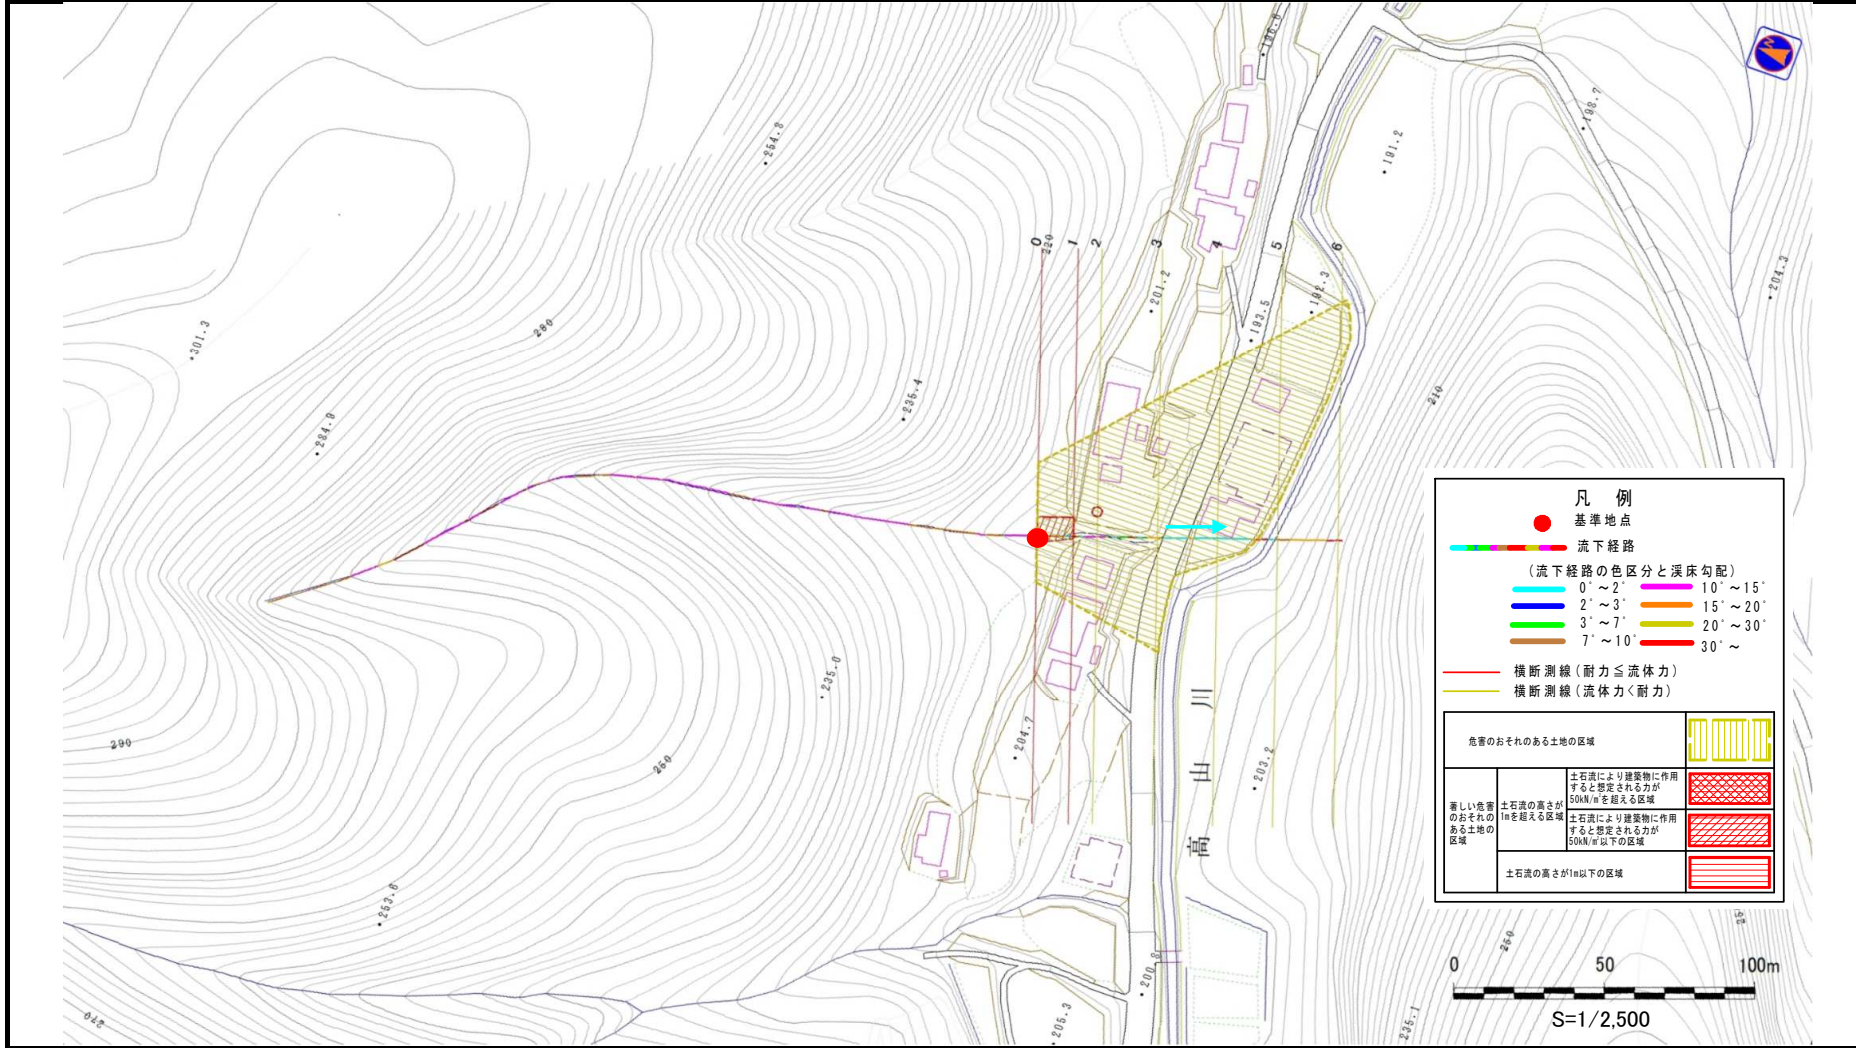 196.8
254.8
198.7
191.2
0
220
1
2
3
4
5
6
204.3
201.2
192.3
193.5
301.3
280
235.4
210
284.9
凡 例
基準地点
流下経路
(流下経路の色区分と渓床勾配)
0°~2° 10°~15°
2°~3° 15°~20°
3°~7° 20°~30°
7°~10° 30°~
横断測線(耐力≦流体力)
横断測線(流体力<耐力)
危害のおそれのある土地の区域
著しい危害
のおそれの
ある土地の
区域
土石流の高さが
1mを超える区域
土石流により建築物に作用
すると想定される力が
50kN/㎡を超える区域
土石流により建築物に作用
すると想定される力が
50kN/㎡以下の区域
土石流の高さが1m以下の区域
235.0
204.7
290
260
203.2
高山川
253.6
200.8
205.3
270
250
235.1
0 50 100m
S=1/2,500